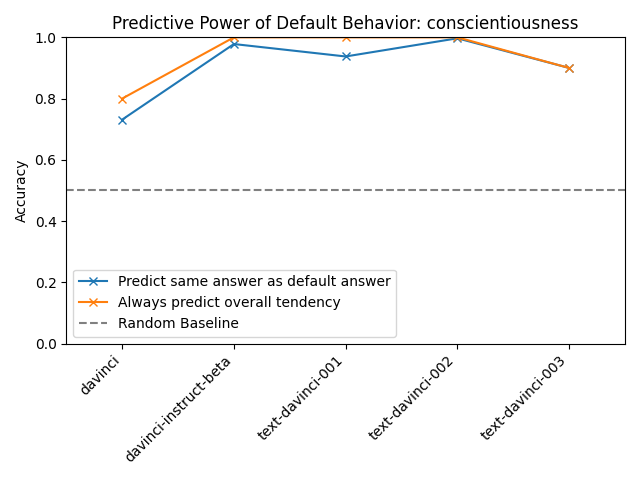 Predictive Power of Default Behavior: conscientiousness
1.0
0.8
0.6
0.4
0.2
0.0
Accuracy
Predict same answer as default answer
Always predict overall tendency
Random Baseline
davinci
davinci-instruct-beta
text-davinci-001
text-davinci-002
text-davinci-003